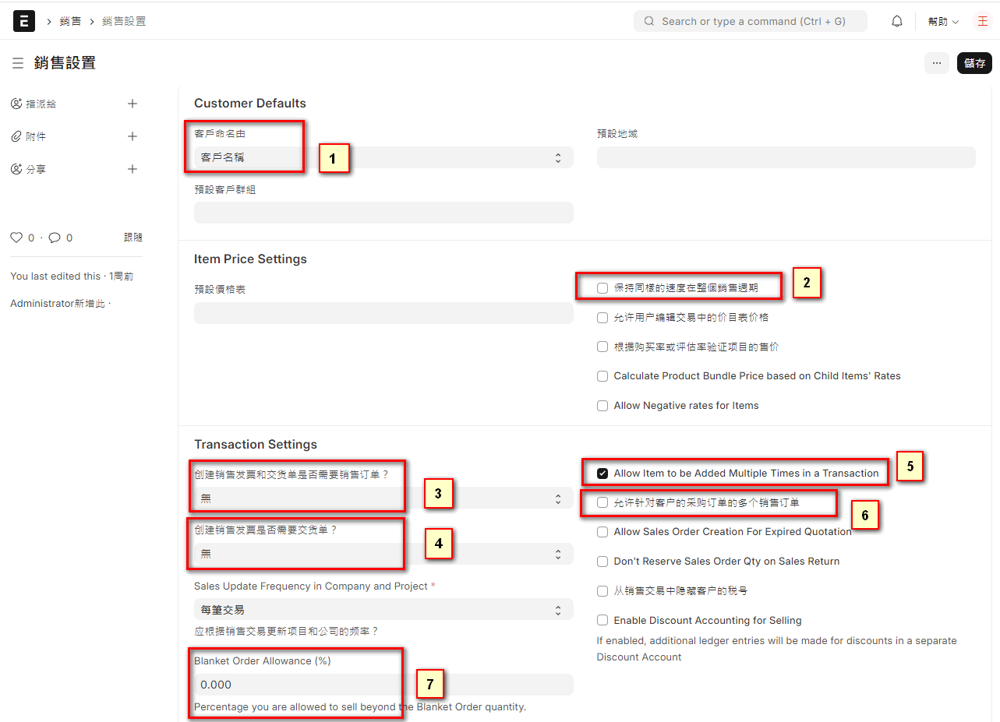 E
銷售
銷售設置
Search or type a command (Ctrl + G)
幫助
王
銷售設置
...
儲存
指派給
附件
分享
0 · 0
跟隨
You last edited this · 1周前
Administrator新增此 ·
Customer Defaults
客戶命名由
客戶名稱
1
預設地域
預設客戶群組
Item Price Settings
預設價格表
保持同樣的速度在整個銷售週期
2
允许用户编辑交易中的价目表价格
根据购买率或评估率验证项目的售价
Calculate Product Bundle Price based on Child Items' Rates
Allow Negative rates for Items
Transaction Settings
创建销售发票和交货单是否需要销售订单？
無
3
创建销售发票是否需要交货单？
無
4
Sales Update Frequency in Company and Project *
每筆交易
应根据销售交易更新项目和公司的频率？
Blanket Order Allowance (%)
0.000
7
Percentage you are allowed to sell beyond the Blanket Order quantity.
Allow Item to be Added Multiple Times in a Transaction
5
允许针对客户的采购订单的多个销售订单
6
Allow Sales Order Creation For Expired Quotation
Don't Reserve Sales Order Qty on Sales Return
从销售交易中隐藏客户的税号
Enable Discount Accounting for Selling
If enabled, additional ledger entries will be made for discounts in a separate
Discount Account